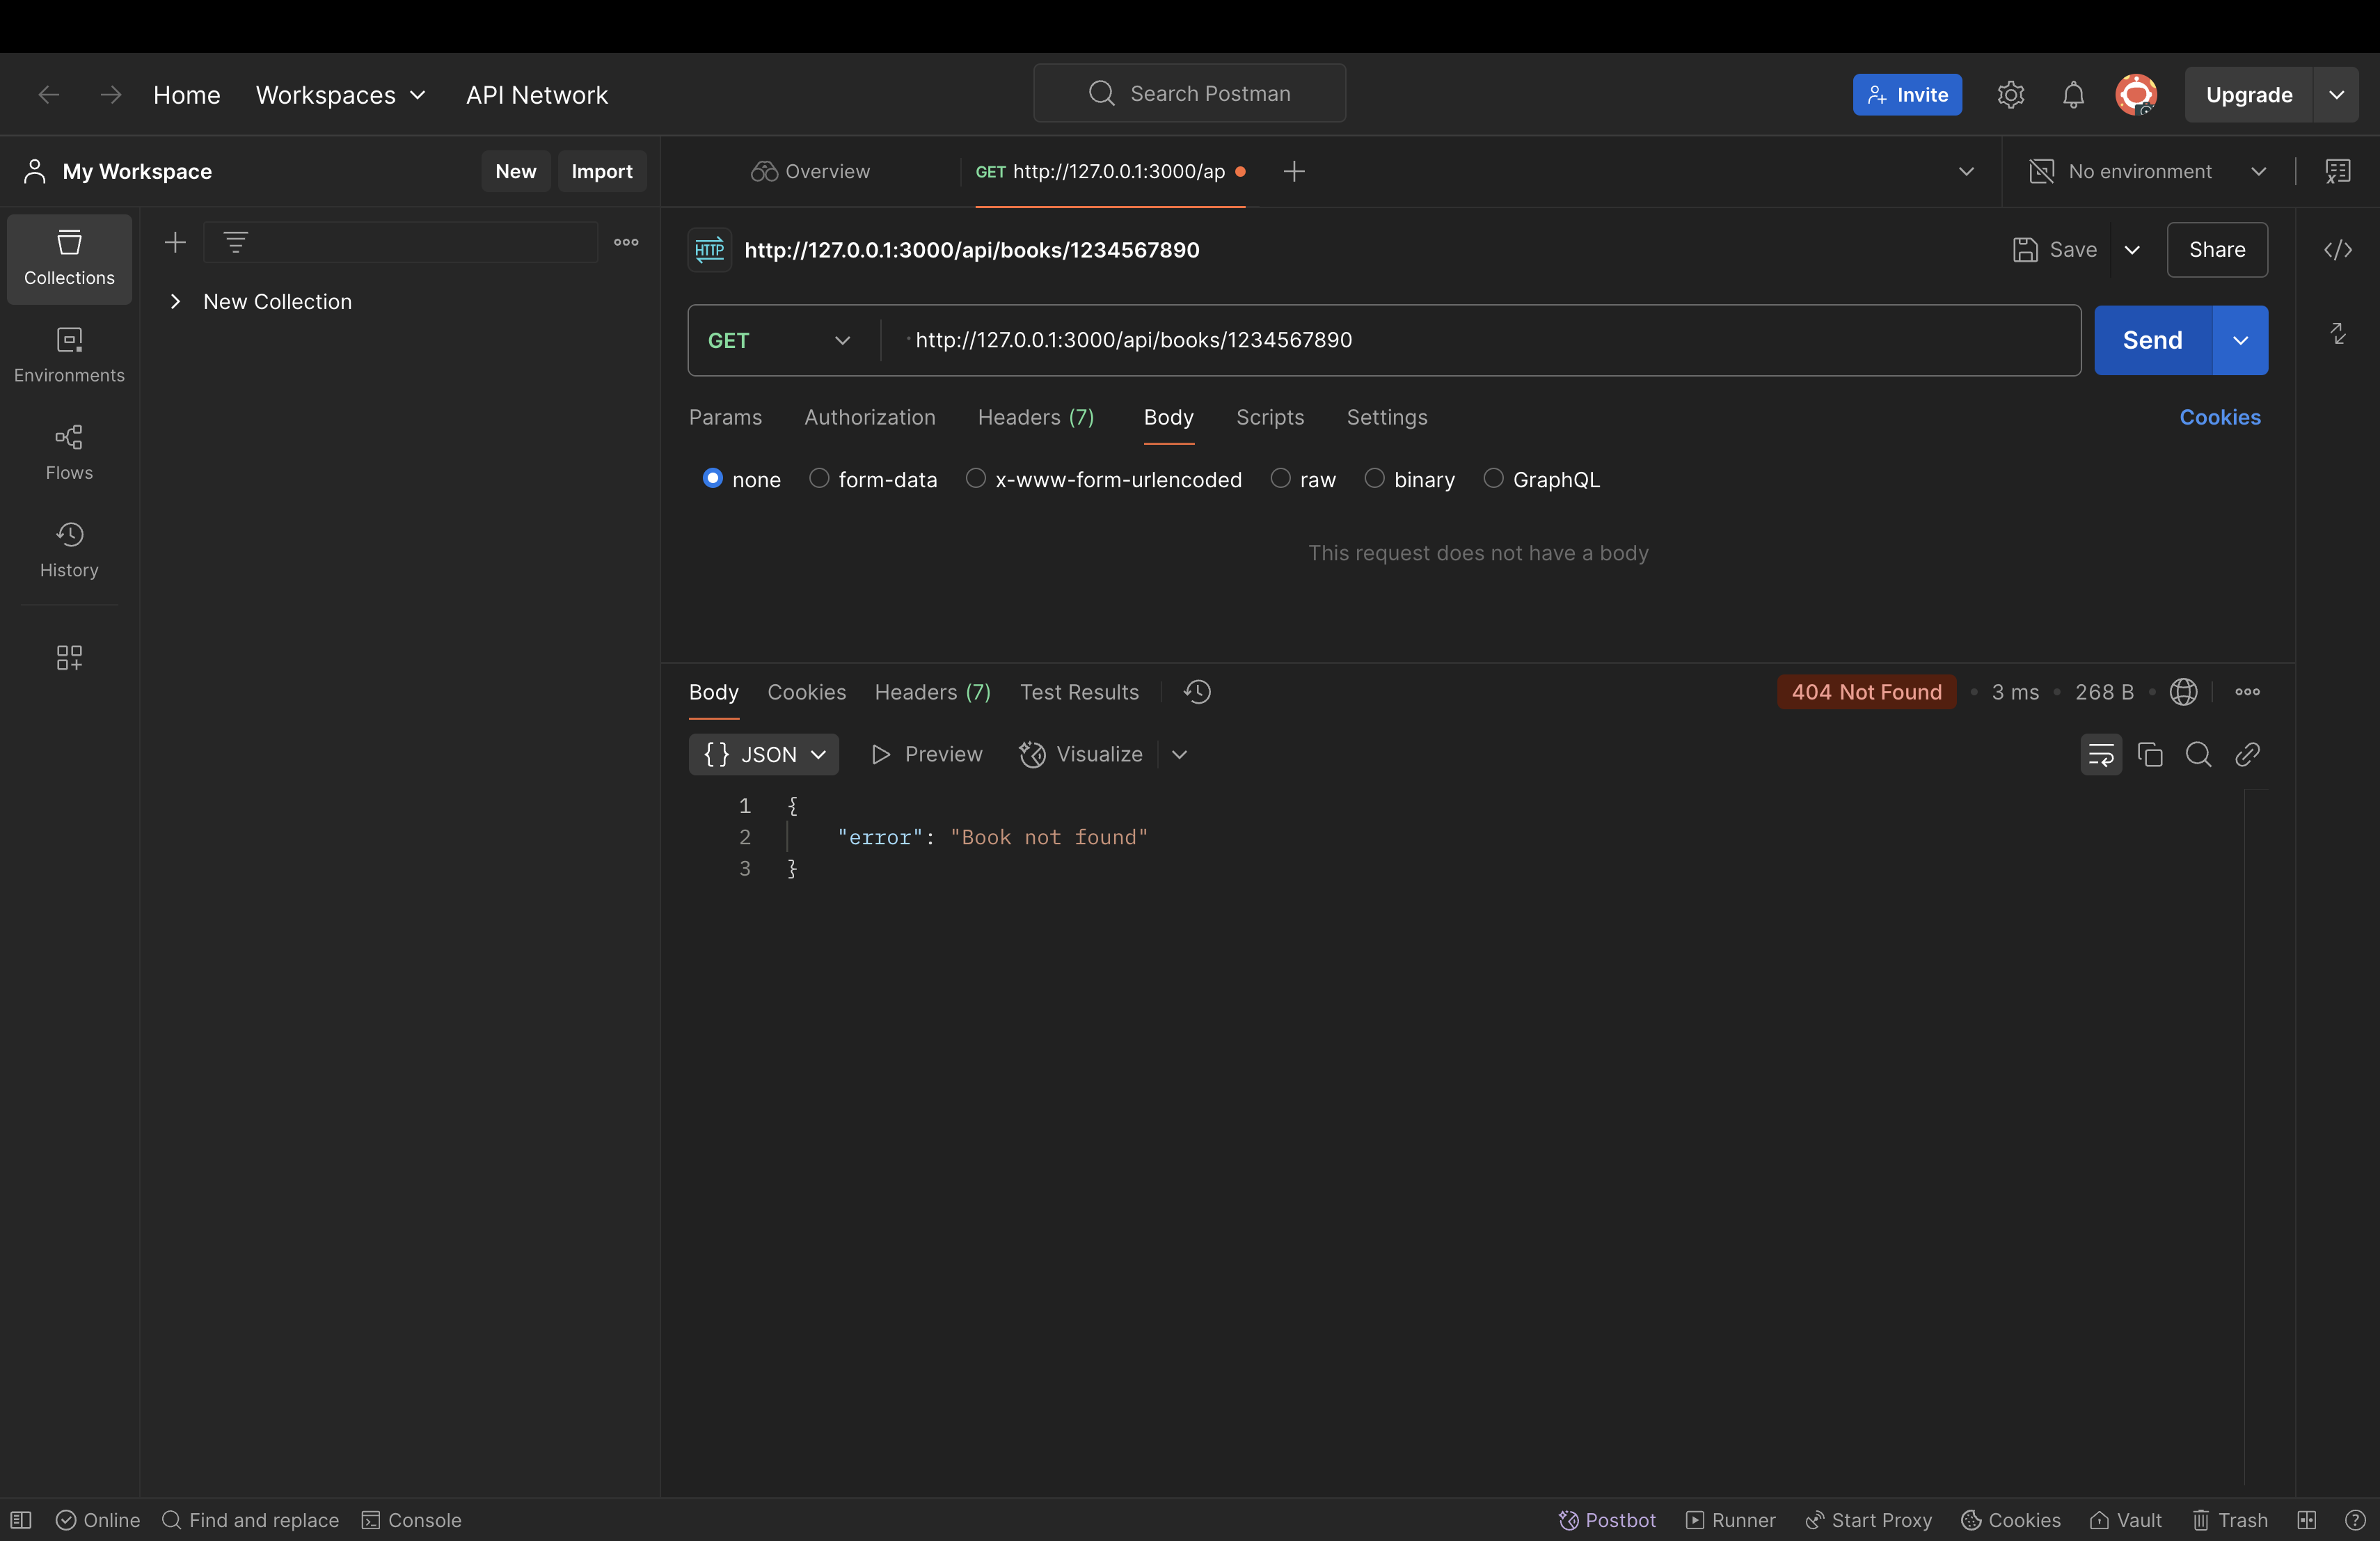 Home
Workspaces
API Network
Search Postman
Invite
Upgrade
My Workspace
New
Import
Overview
GET http://127.0.0.1:3000/ap
No environment
Collections
Environments
Flows
History
New Collection
HTTP
http://127.0.0.1:3000/api/books/1234567890
Save
Share
GET
http://127.0.0.1:3000/api/books/1234567890
Send
Params
Authorization
Headers (7)
Body
Scripts
Settings
Cookies
none
form-data
x-www-form-urlencoded
raw
binary
GraphQL
This request does not have a body
Body
Cookies
Headers (7)
Test Results
404 Not Found
3 ms
268 B
{} JSON
Preview
Visualize
1 {
2 "error": "Book not found"
3 }
Online
Find and replace
Console
Postbot
Runner
Start Proxy
Cookies
Vault
Trash